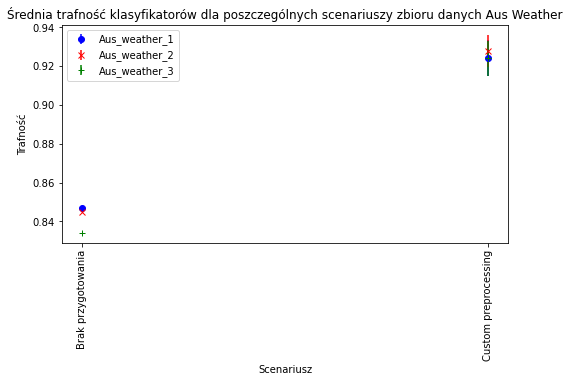 Średnia trafność klasyfikatorów dla poszczególnych scenariuszy zbioru danych Aus Weather
Aus_weather_1
Aus_weather_2
Aus_weather_3
0.94
0.92
0.90
0.88
0.86
0.84
Trafność
Brak przygotowania
Custom preprocessing
Scenariusz